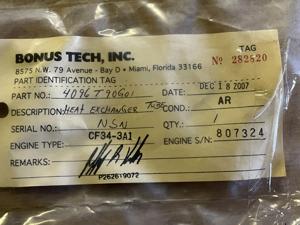 BONUS TECH, INC.
8575 N.W. 79 Avenue - Bay D • Miami, Florida 33166
TAG
PART IDENTIFICATION TAG
Nº 282520
PART NO.: 4096T90G01 DATE: DEC 18 2007
DESCRIPTION: HEAT EXCHANGER COND: AR
SERIAL NO.: NSN QTY.: 1
ENGINE TYPE: CF34-3A1 ENGINE S/N: 807324
REMARKS:
P262619072